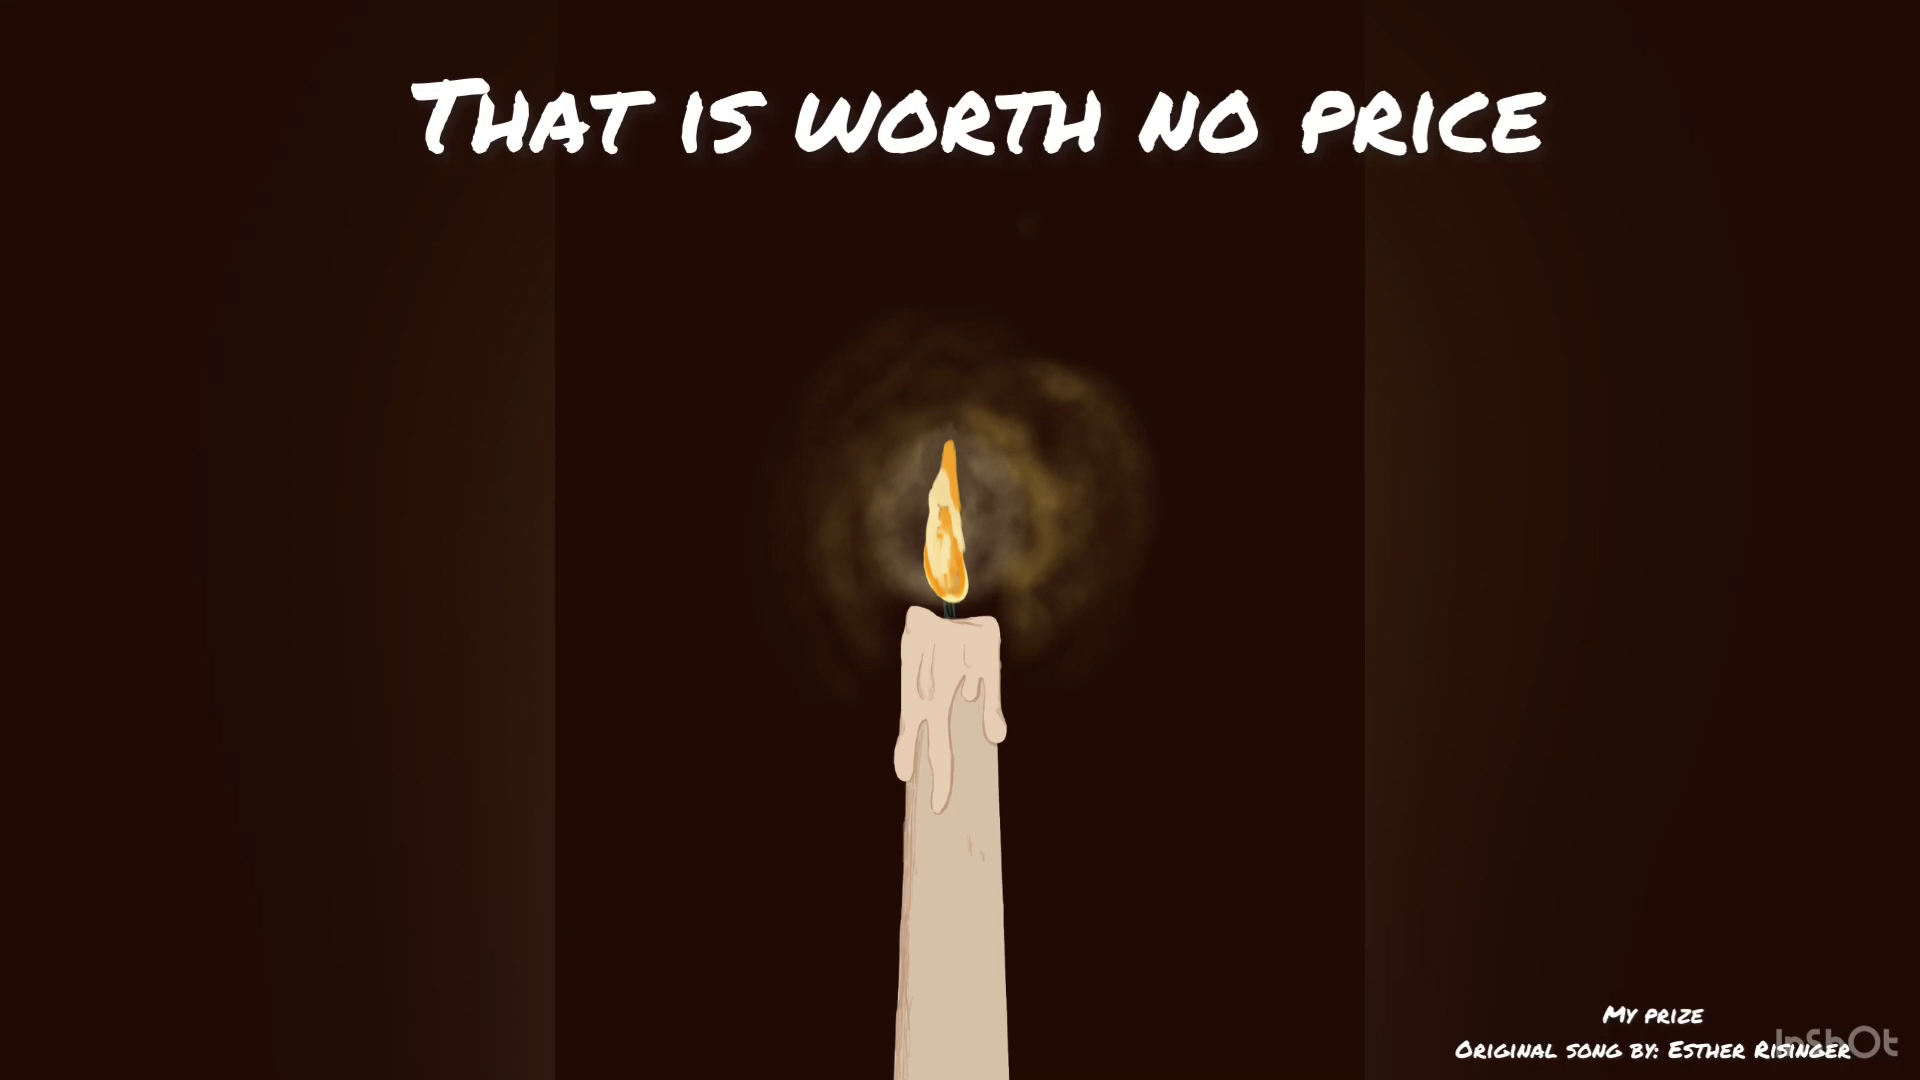 That is worth no price
My prize
Original song by: Esther Risinger
InShOt